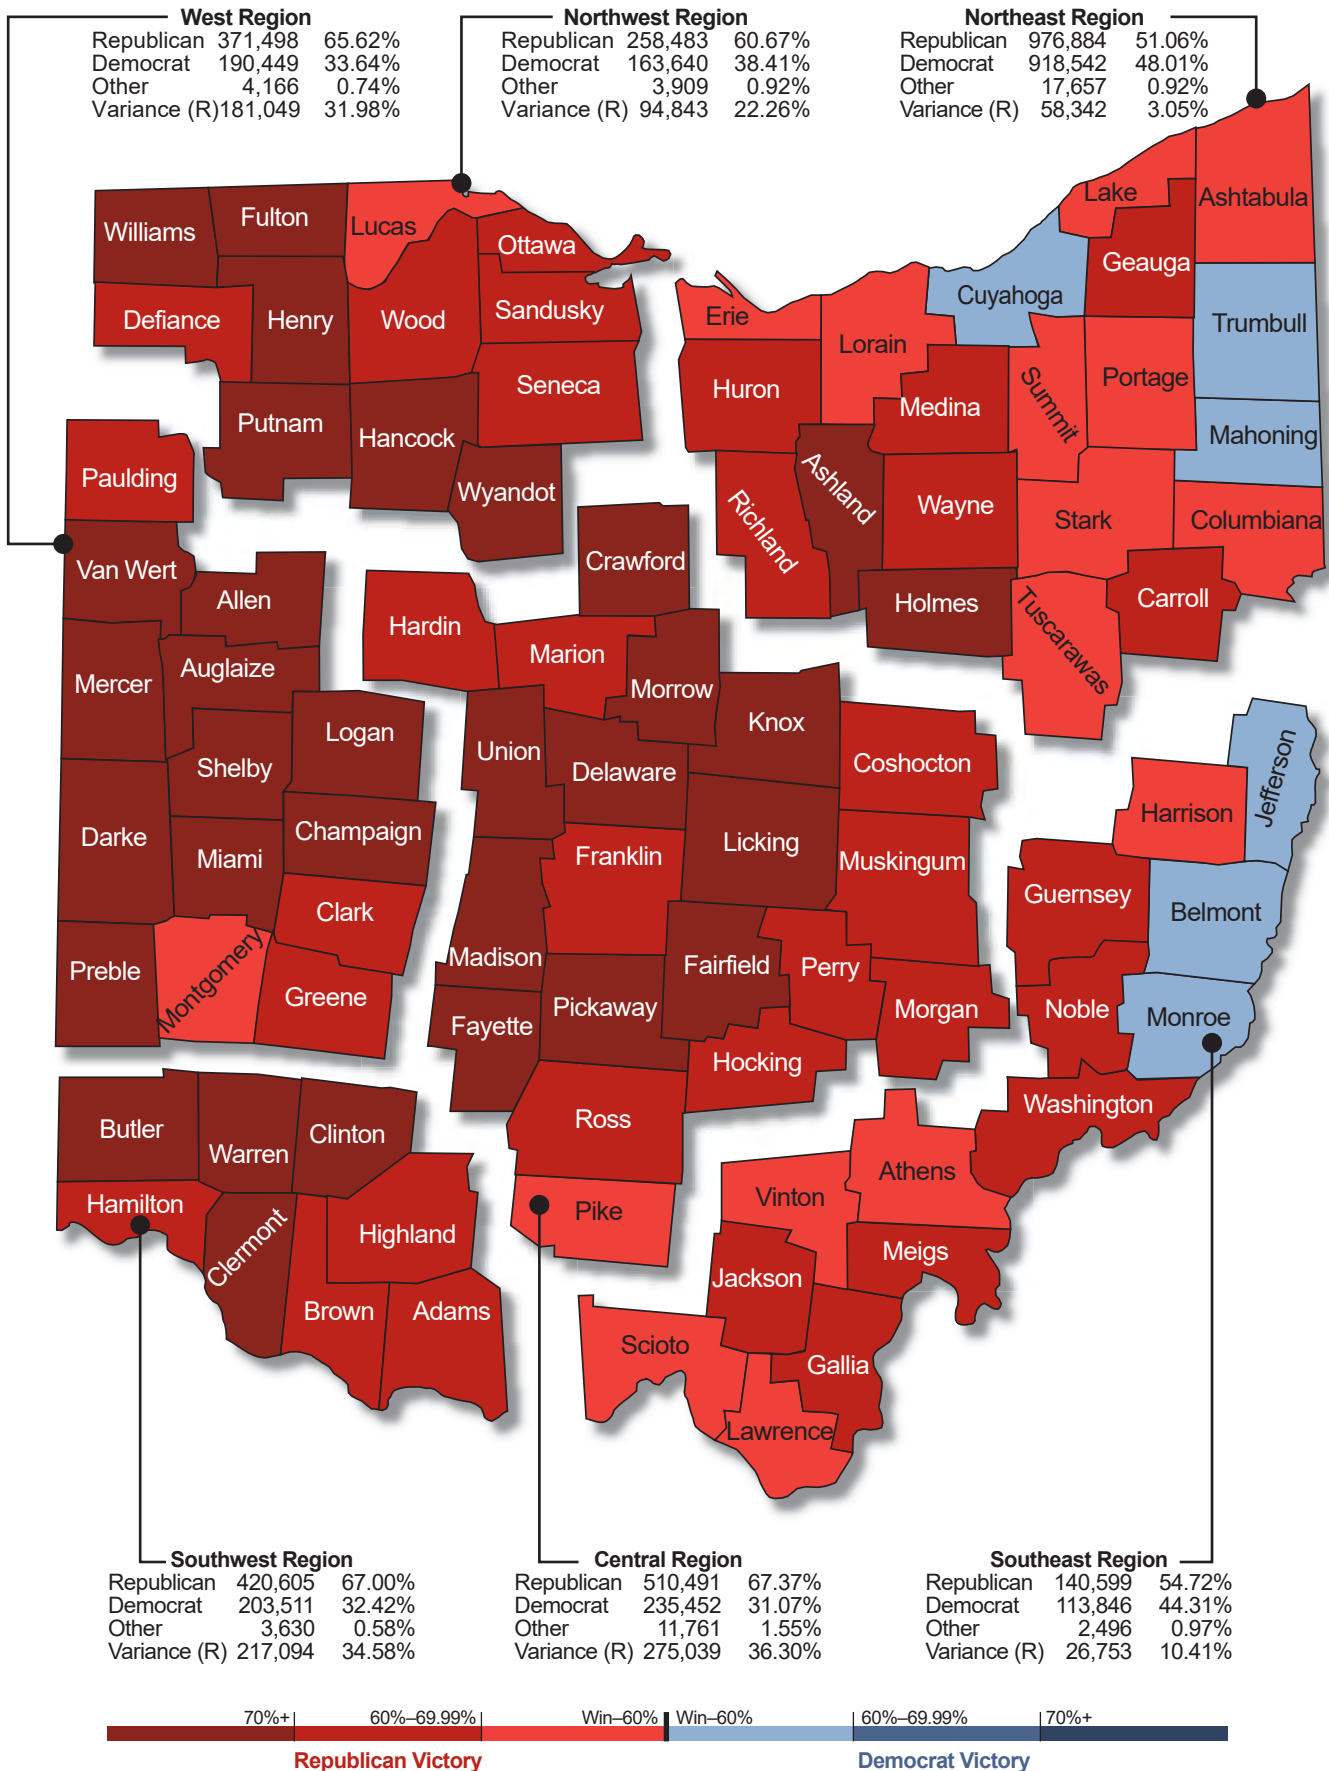 West Region
Republican 371,498 65.62%
Democrat 190,449 33.64%
Other 4,166 0.74%
Variance (R) 181,049 31.98%
Northwest Region
Republican 258,483 60.67%
Democrat 163,640 38.41%
Other 3,909 0.92%
Variance (R) 94,843 22.26%
Northeast Region
Republican 976,884 51.06%
Democrat 918,542 48.01%
Other 17,657 0.92%
Variance (R) 58,342 3.05%
Williams
Fulton
Lucas
Ottawa
Defiance
Henry
Wood
Sandusky
Seneca
Putnam
Hancock
Wyandot
Lake
Ashtabula
Geauga
Cuyahoga
Trumbull
Erie
Lorain
Huron
Medina
Summit
Portage
Mahoning
Richland
Ashland
Wayne
Stark
Columbiana
Holmes
Tuscarawas
Carroll
Paulding
Van Wert
Allen
Mercer
Auglaize
Logan
Shelby
Darke
Miami
Champaign
Clark
Preble
Montgomery
Greene
Crawford
Hardin
Marion
Morrow
Knox
Union
Delaware
Coshocton
Licking
Franklin
Muskingum
Madison
Fairfield
Perry
Pickaway
Fayette
Morgan
Hocking
Ross
Pike
Jefferson
Harrison
Guernsey
Belmont
Noble
Monroe
Washington
Athens
Vinton
Meigs
Jackson
Scioto
Gallia
Lawrence
Butler
Warren
Clinton
Hamilton
Clermont
Highland
Brown
Adams
Southwest Region
Republican 420,605 67.00%
Democrat 203,511 32.42%
Other 3,630 0.58%
Variance (R) 217,094 34.58%
Central Region
Republican 510,491 67.37%
Democrat 235,452 31.07%
Other 11,761 1.55%
Variance (R) 275,039 36.30%
Southeast Region
Republican 140,599 54.72%
Democrat 113,846 44.31%
Other 2,496 0.97%
Variance (R) 26,753 10.41%
70%+ 60%–69.99% Win–60% Win–60% 60%–69.99% 70%+
Republican Victory Democrat Victory